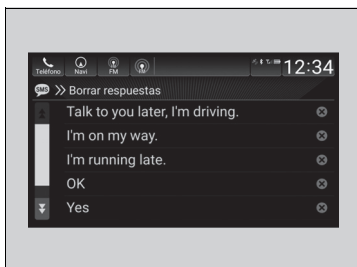 Teléfono Navi FM
12:34
SMS Borrar respuestas
Talk to you later, I'm driving.
I'm on my way.
I'm running late.
OK
Yes